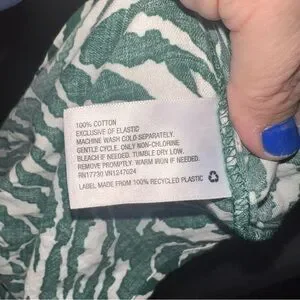 100% COTTON
EXCLUSIVE OF ELASTIC
MACHINE WASH COLD SEPARATELY.
GENTLE CYCLE. ONLY NON-CHLORINE
BLEACH IF NEEDED. TUMBLE DRY LOW.
REMOVE PROMPTLY. WARM IRON IF NEEDED.
RN17730 VN1247024
LABEL MADE FROM 100% RECYCLED PLASTIC